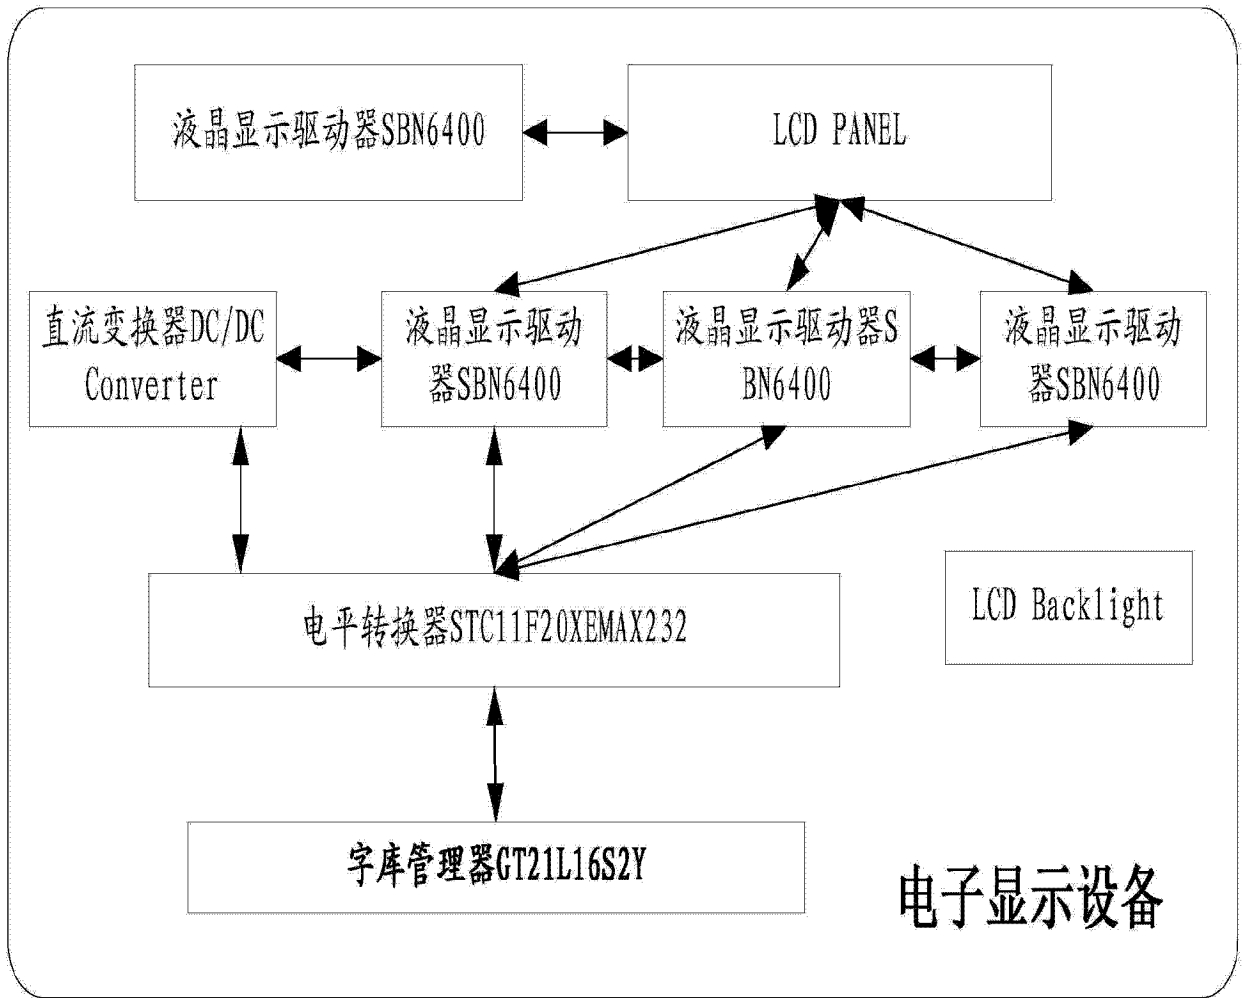 液晶显示驱动器SBN6400
LCD PANEL
直流变换器DC/DC
Converter
液晶显示驱动
器SBN6400
液晶显示驱动器S
BN6400
液晶显示驱动
器SBN6400
电平转换器STC11F20XEMAX232
LCD Backlight
字库管理器GT21L16S2Y
电子显示设备